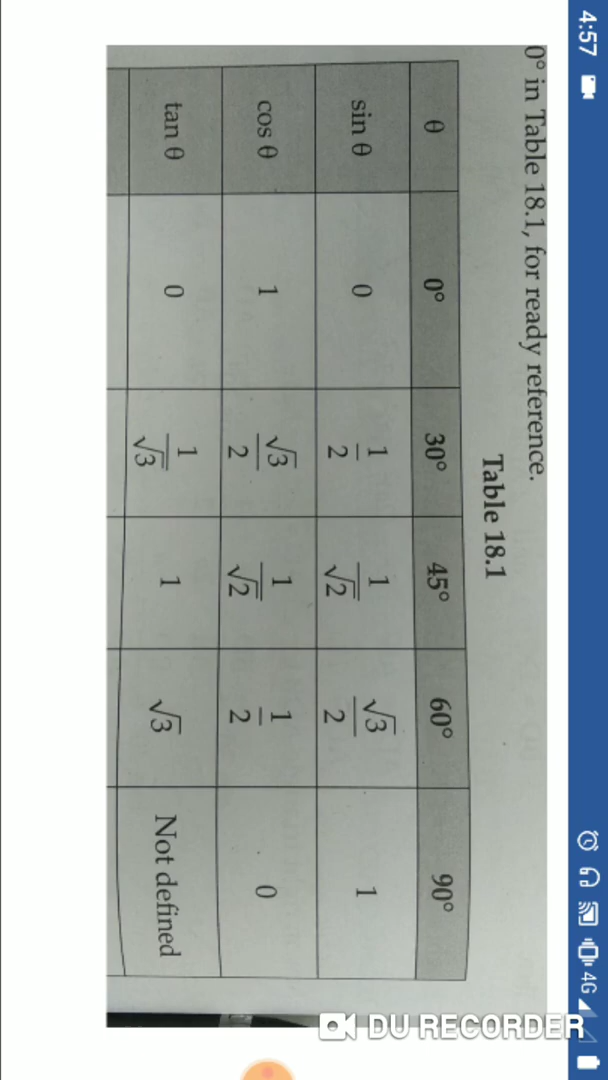 4:57
4G
0° in Table 18.1, for ready reference.
Table 18.1
θ 0° 30° 45° 60° 90°
sin θ 0 1/2 1/√2 √3/2 1
cos θ 1 √3/2 1/√2 1/2 0
tan θ 0 1/√3 1 √3 Not defined
DU RECORDER